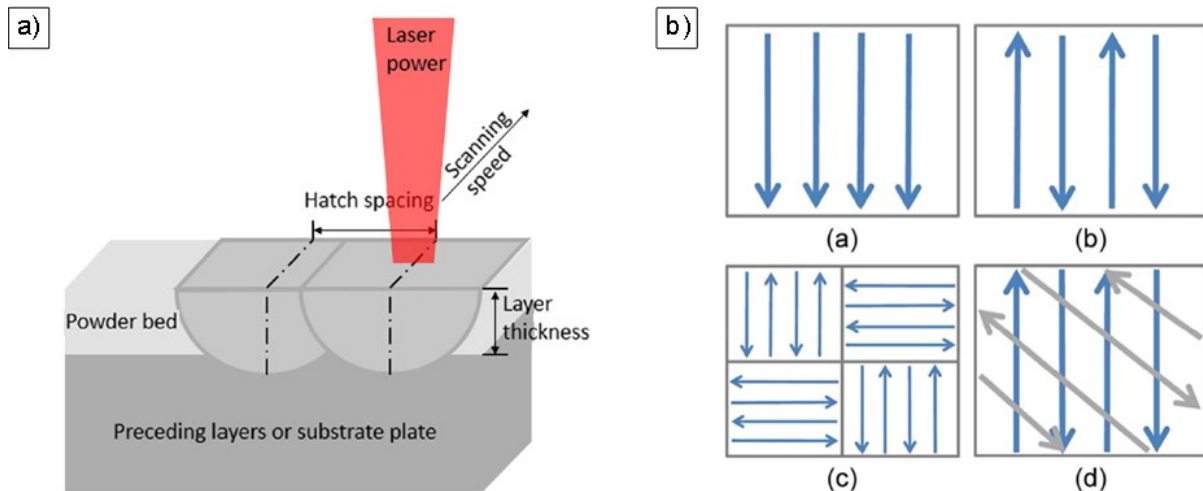 a)
Laser
power
Scanning
speed
Hatch spacing
Powder bed
Layer
thickness
Preceding layers or substrate plate
b)
(a)
(b)
(c)
(d)